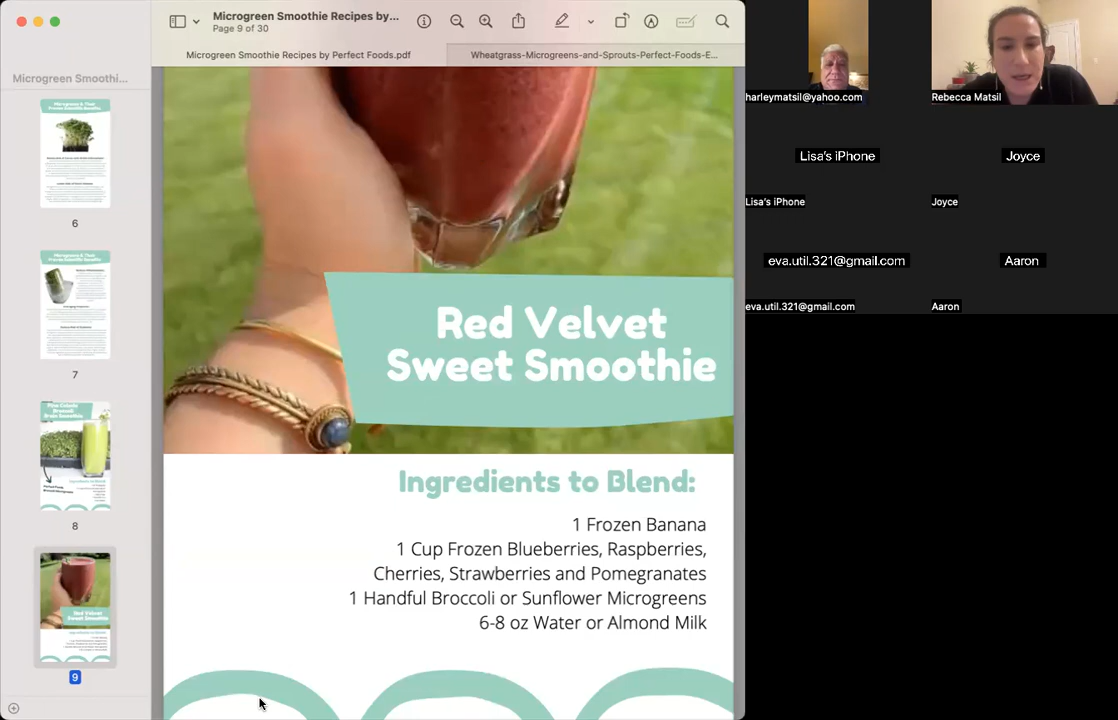 Microgreen Smoothie Recipes by...
Page 9 of 30
Microgreen Smoothie Recipes by Perfect Foods.pdf
Wheatgrass-Microgreens-and-Sprouts-Perfect-Foods-E...
Microgreen Smoothi...
6
7
8
9
Red Velvet
Sweet Smoothie
Red Velvet
Sweet Smoothie
Ingredients to Blend:
1 Frozen Banana
1 Cup Frozen Blueberries, Raspberries,
Cherries, Strawberries and Pomegranates
1 Handful Broccoli or Sunflower Microgreens
6-8 oz Water or Almond Milk
harleymatsil@yahoo.com
Rebecca Matsil
Lisa's iPhone
Joyce
Lisa's iPhone
Joyce
eva.util.321@gmail.com
Aaron
eva.util.321@gmail.com
Aaron